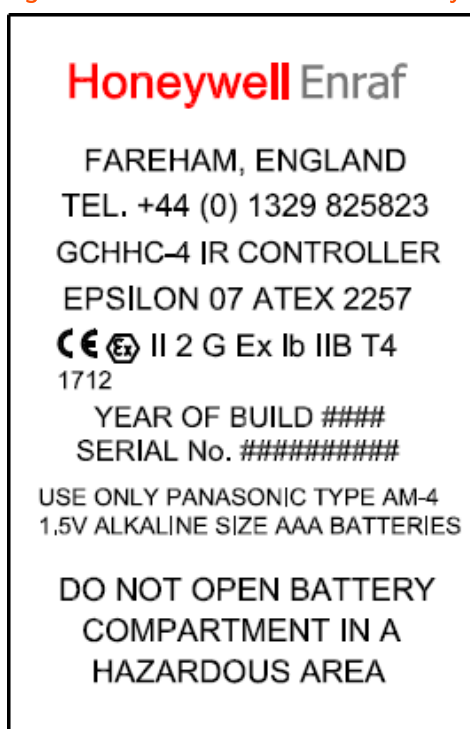 Honeywell Enraf
FAREHAM, ENGLAND
TEL. +44 (0) 1329 825823
GCHHC-4 IR CONTROLLER
EPSILON 07 ATEX 2257
CE Ex II 2 G Ex Ib IIB T4
1712
YEAR OF BUILD ####
SERIAL No. ##########
USE ONLY PANASONIC TYPE AM-4
1.5V ALKALINE SIZE AAA BATTERIES
DO NOT OPEN BATTERY
COMPARTMENT IN A
HAZARDOUS AREA